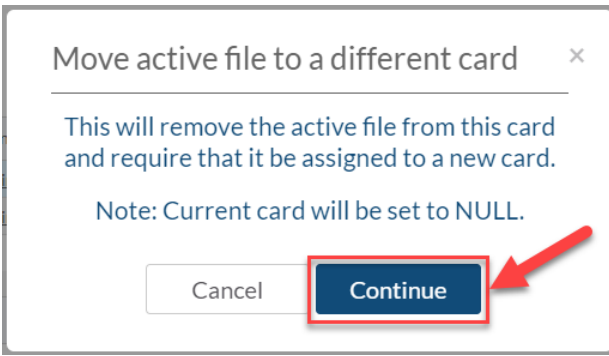 Move active file to a different card ×
This will remove the active file from this card
and require that it be assigned to a new card.
Note: Current card will be set to NULL.
Cancel Continue